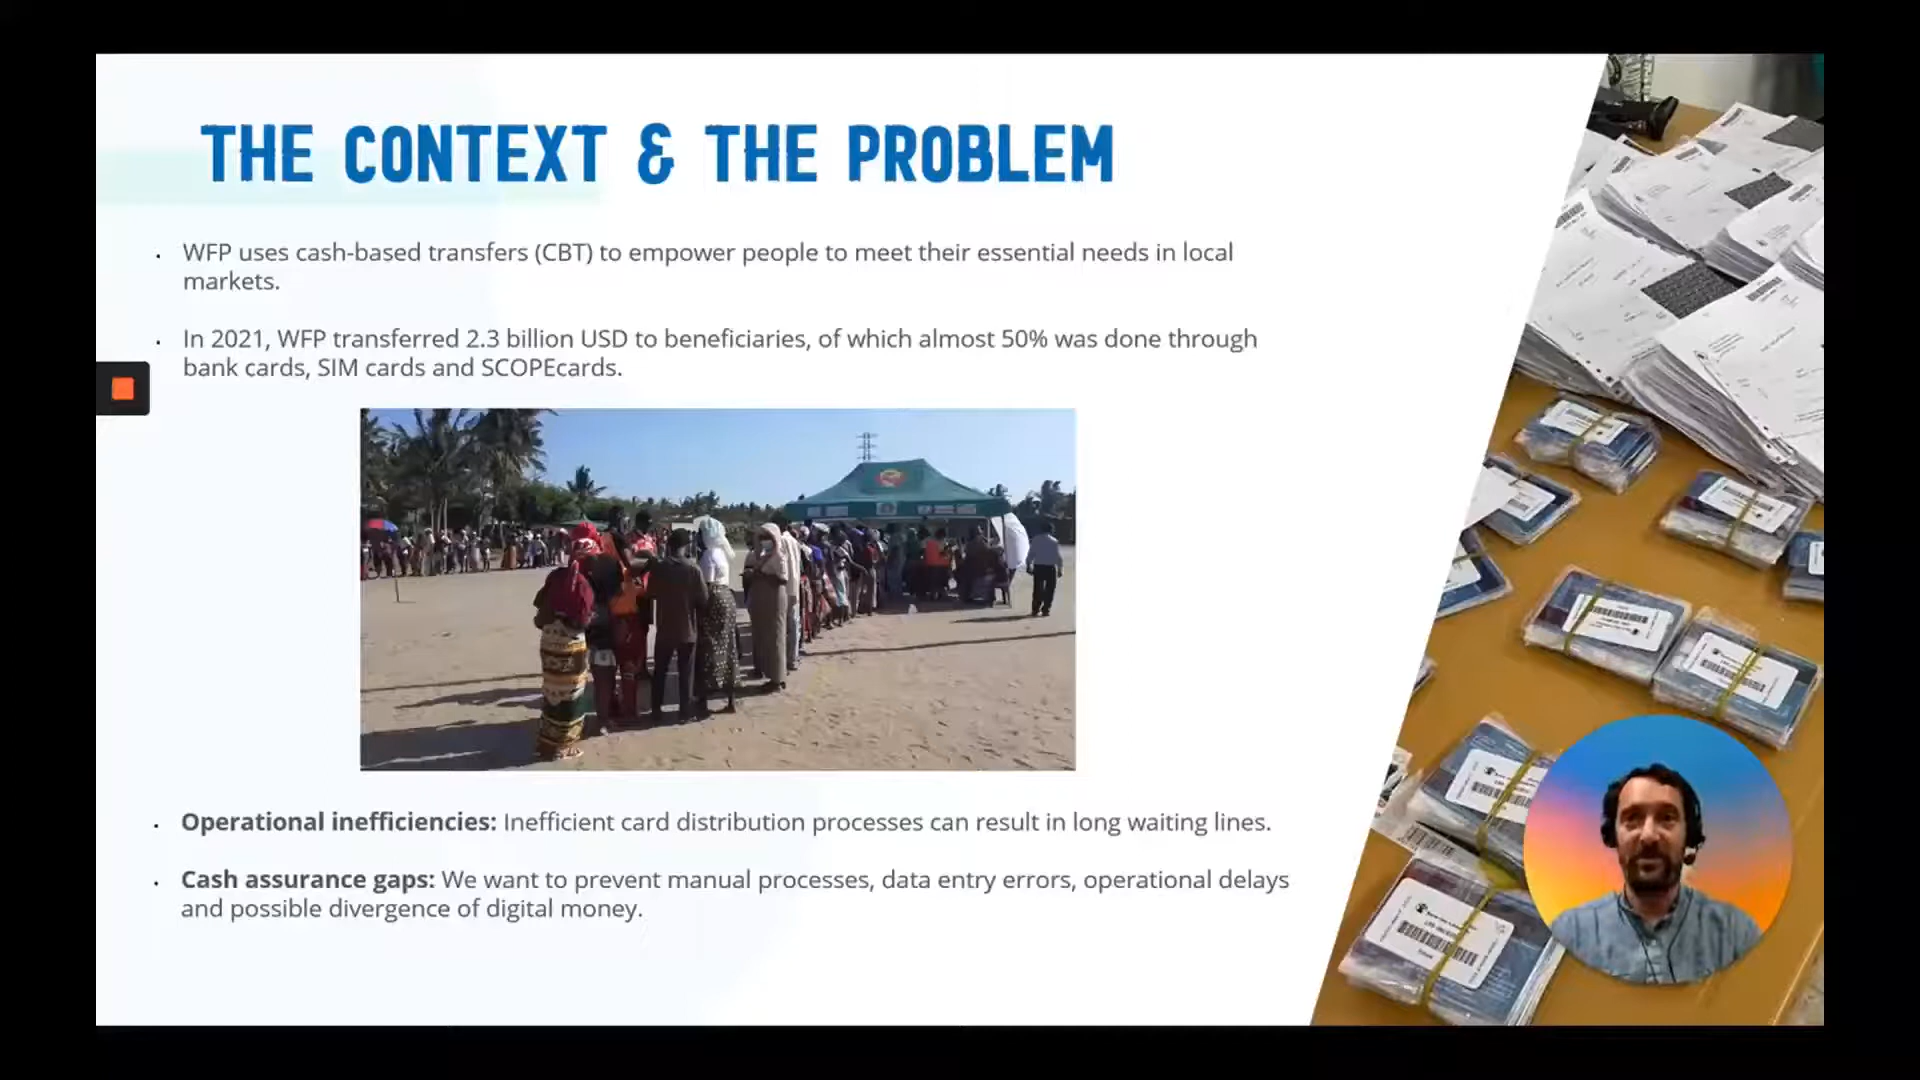 THE CONTEXT & THE PROBLEM
· WFP uses cash-based transfers (CBT) to empower people to meet their essential needs in local
markets.
· In 2021, WFP transferred 2.3 billion USD to beneficiaries, of which almost 50% was done through
bank cards, SIM cards and SCOPEcards.
· Operational inefficiencies: Inefficient card distribution processes can result in long waiting lines.
· Cash assurance gaps: We want to prevent manual processes, data entry errors, operational delays
and possible divergence of digital money.